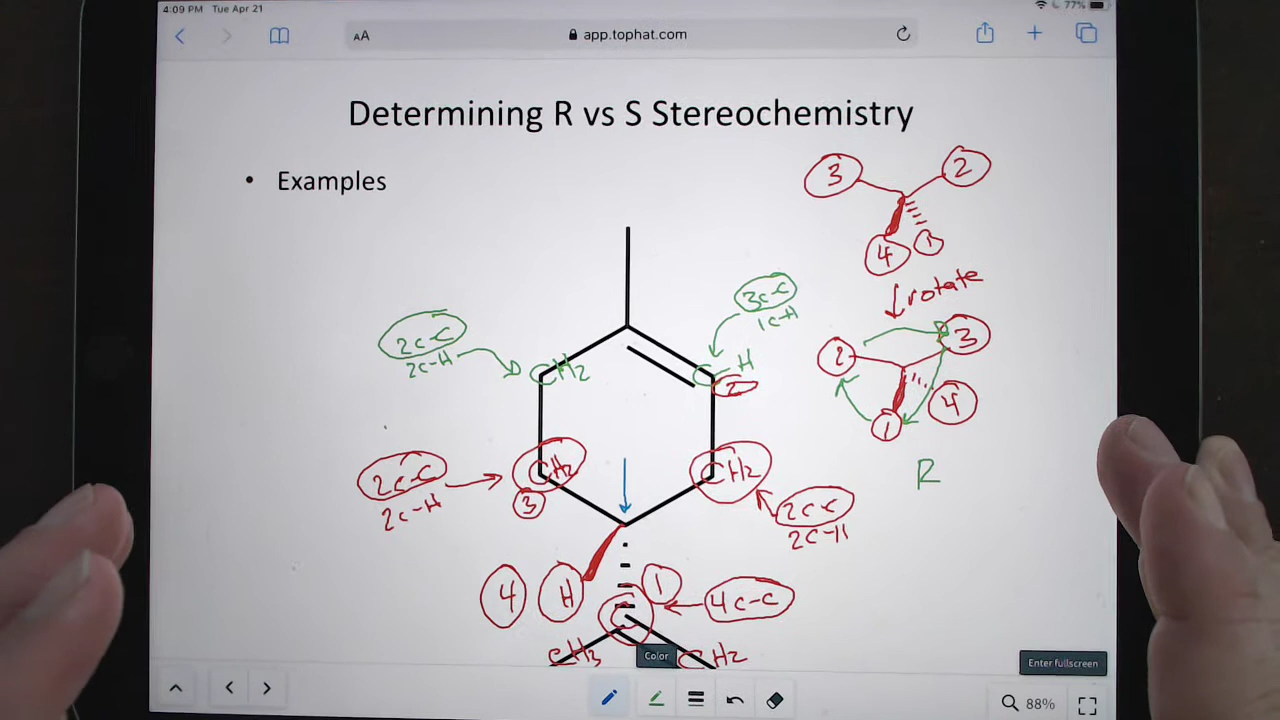 4:09 PM Tue Apr 21
77%
AA
app.tophat.com
Determining R vs S Stereochemistry
• Examples
3
2
4
1
rotate
3C-C
1C-H
2C-C
2C-H
CH2
C-H
2
2
3
4
1
R
2C-C
2C-H
CH2
3
CH2
2C-C
2C-H
4
H
1
C
4C-C
CH3
CH2
Color
Enter fullscreen
88%